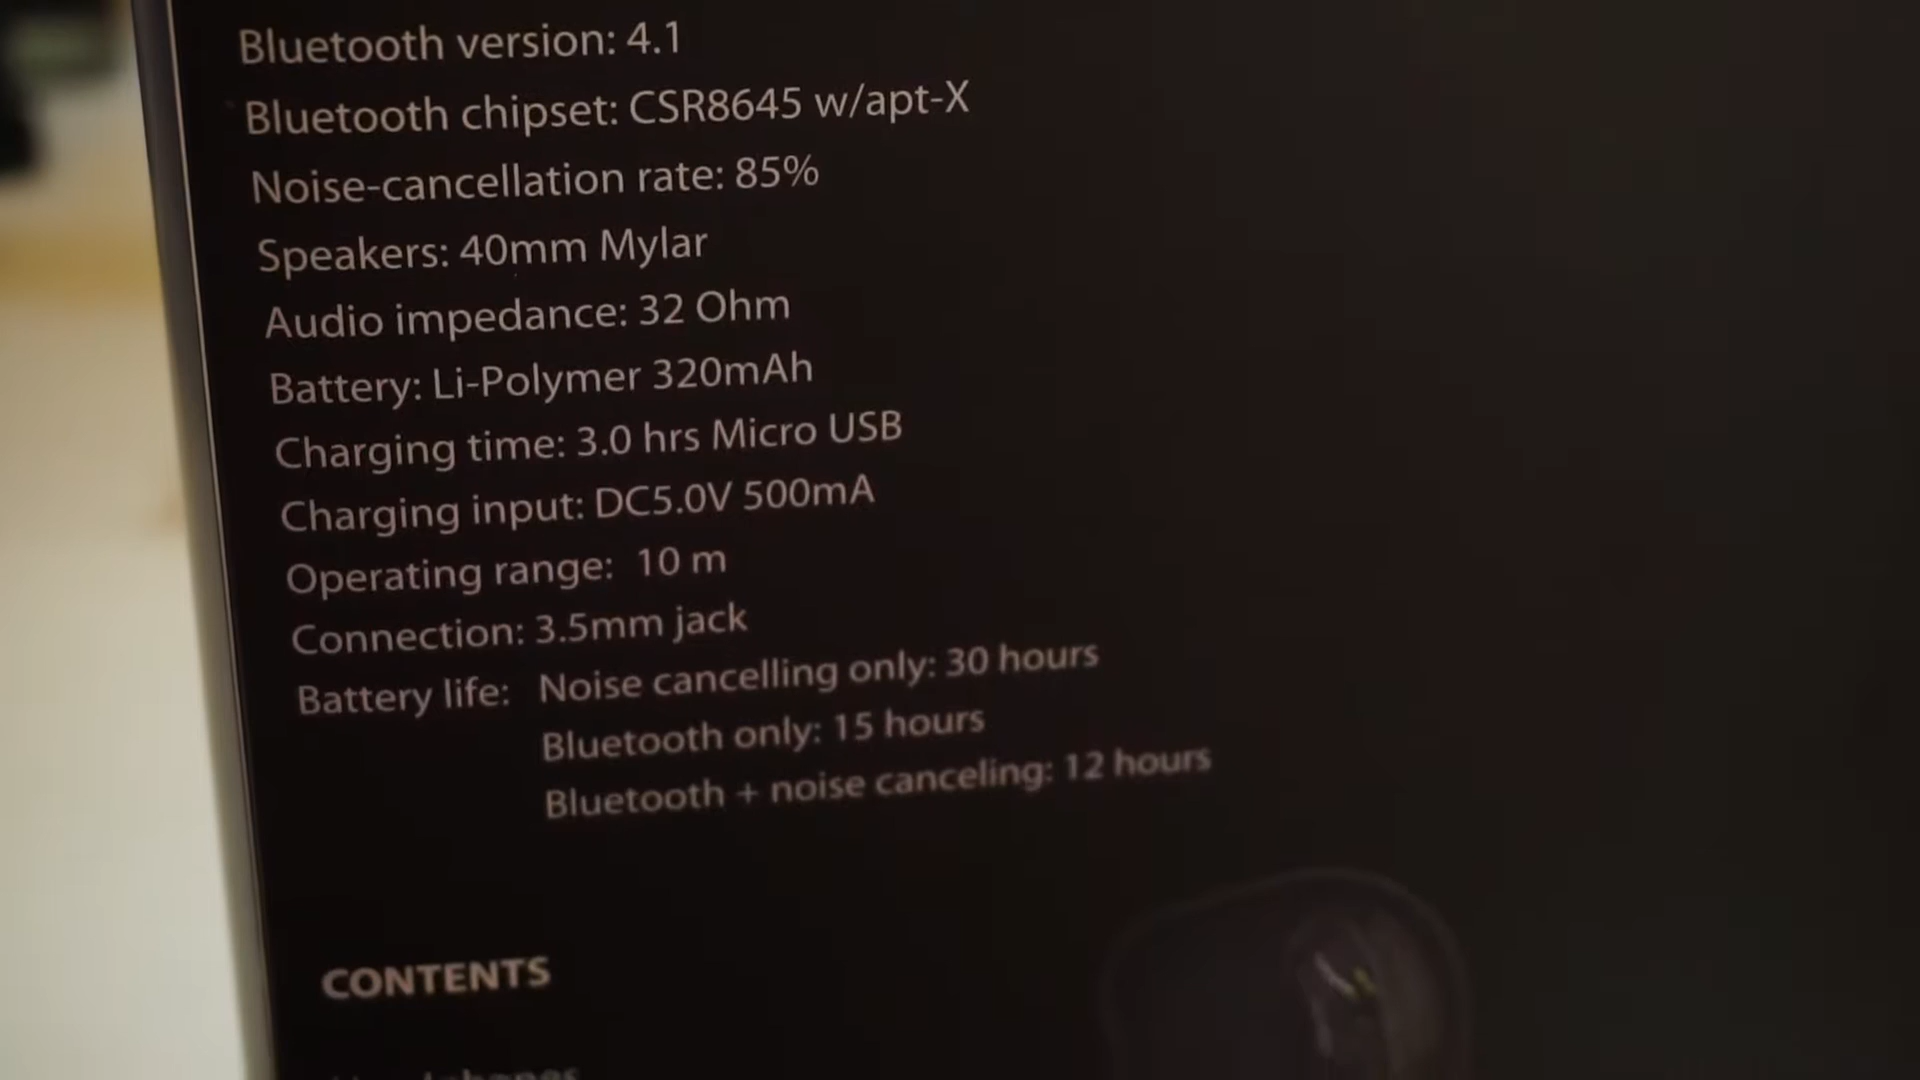 Bluetooth version: 4.1
Bluetooth chipset: CSR8645 w/apt-X
Noise-cancellation rate: 85%
Speakers: 40mm Mylar
Audio impedance: 32 Ohm
Battery: Li-Polymer 320mAh
Charging time: 3.0 hrs Micro USB
Charging input: DC5.0V 500mA
Operating range: 10 m
Connection: 3.5mm jack
Battery life: Noise cancelling only: 30 hours
Bluetooth only: 15 hours
Bluetooth + noise canceling: 12 hours
CONTENTS